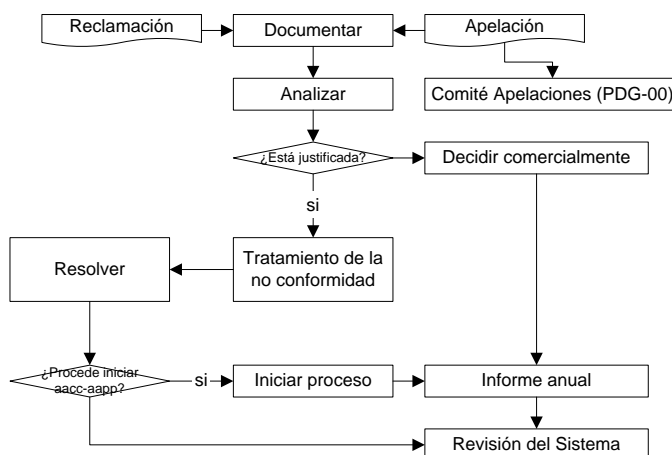 Reclamación
Documentar
Apelación
Analizar
Comité Apelaciones (PDG-00)
¿Está justificada?
Decidir comercialmente
si
Resolver
Tratamiento de la
no conformidad
¿Procede iniciar
aacc-aapp?
si
Iniciar proceso
Informe anual
Revisión del Sistema